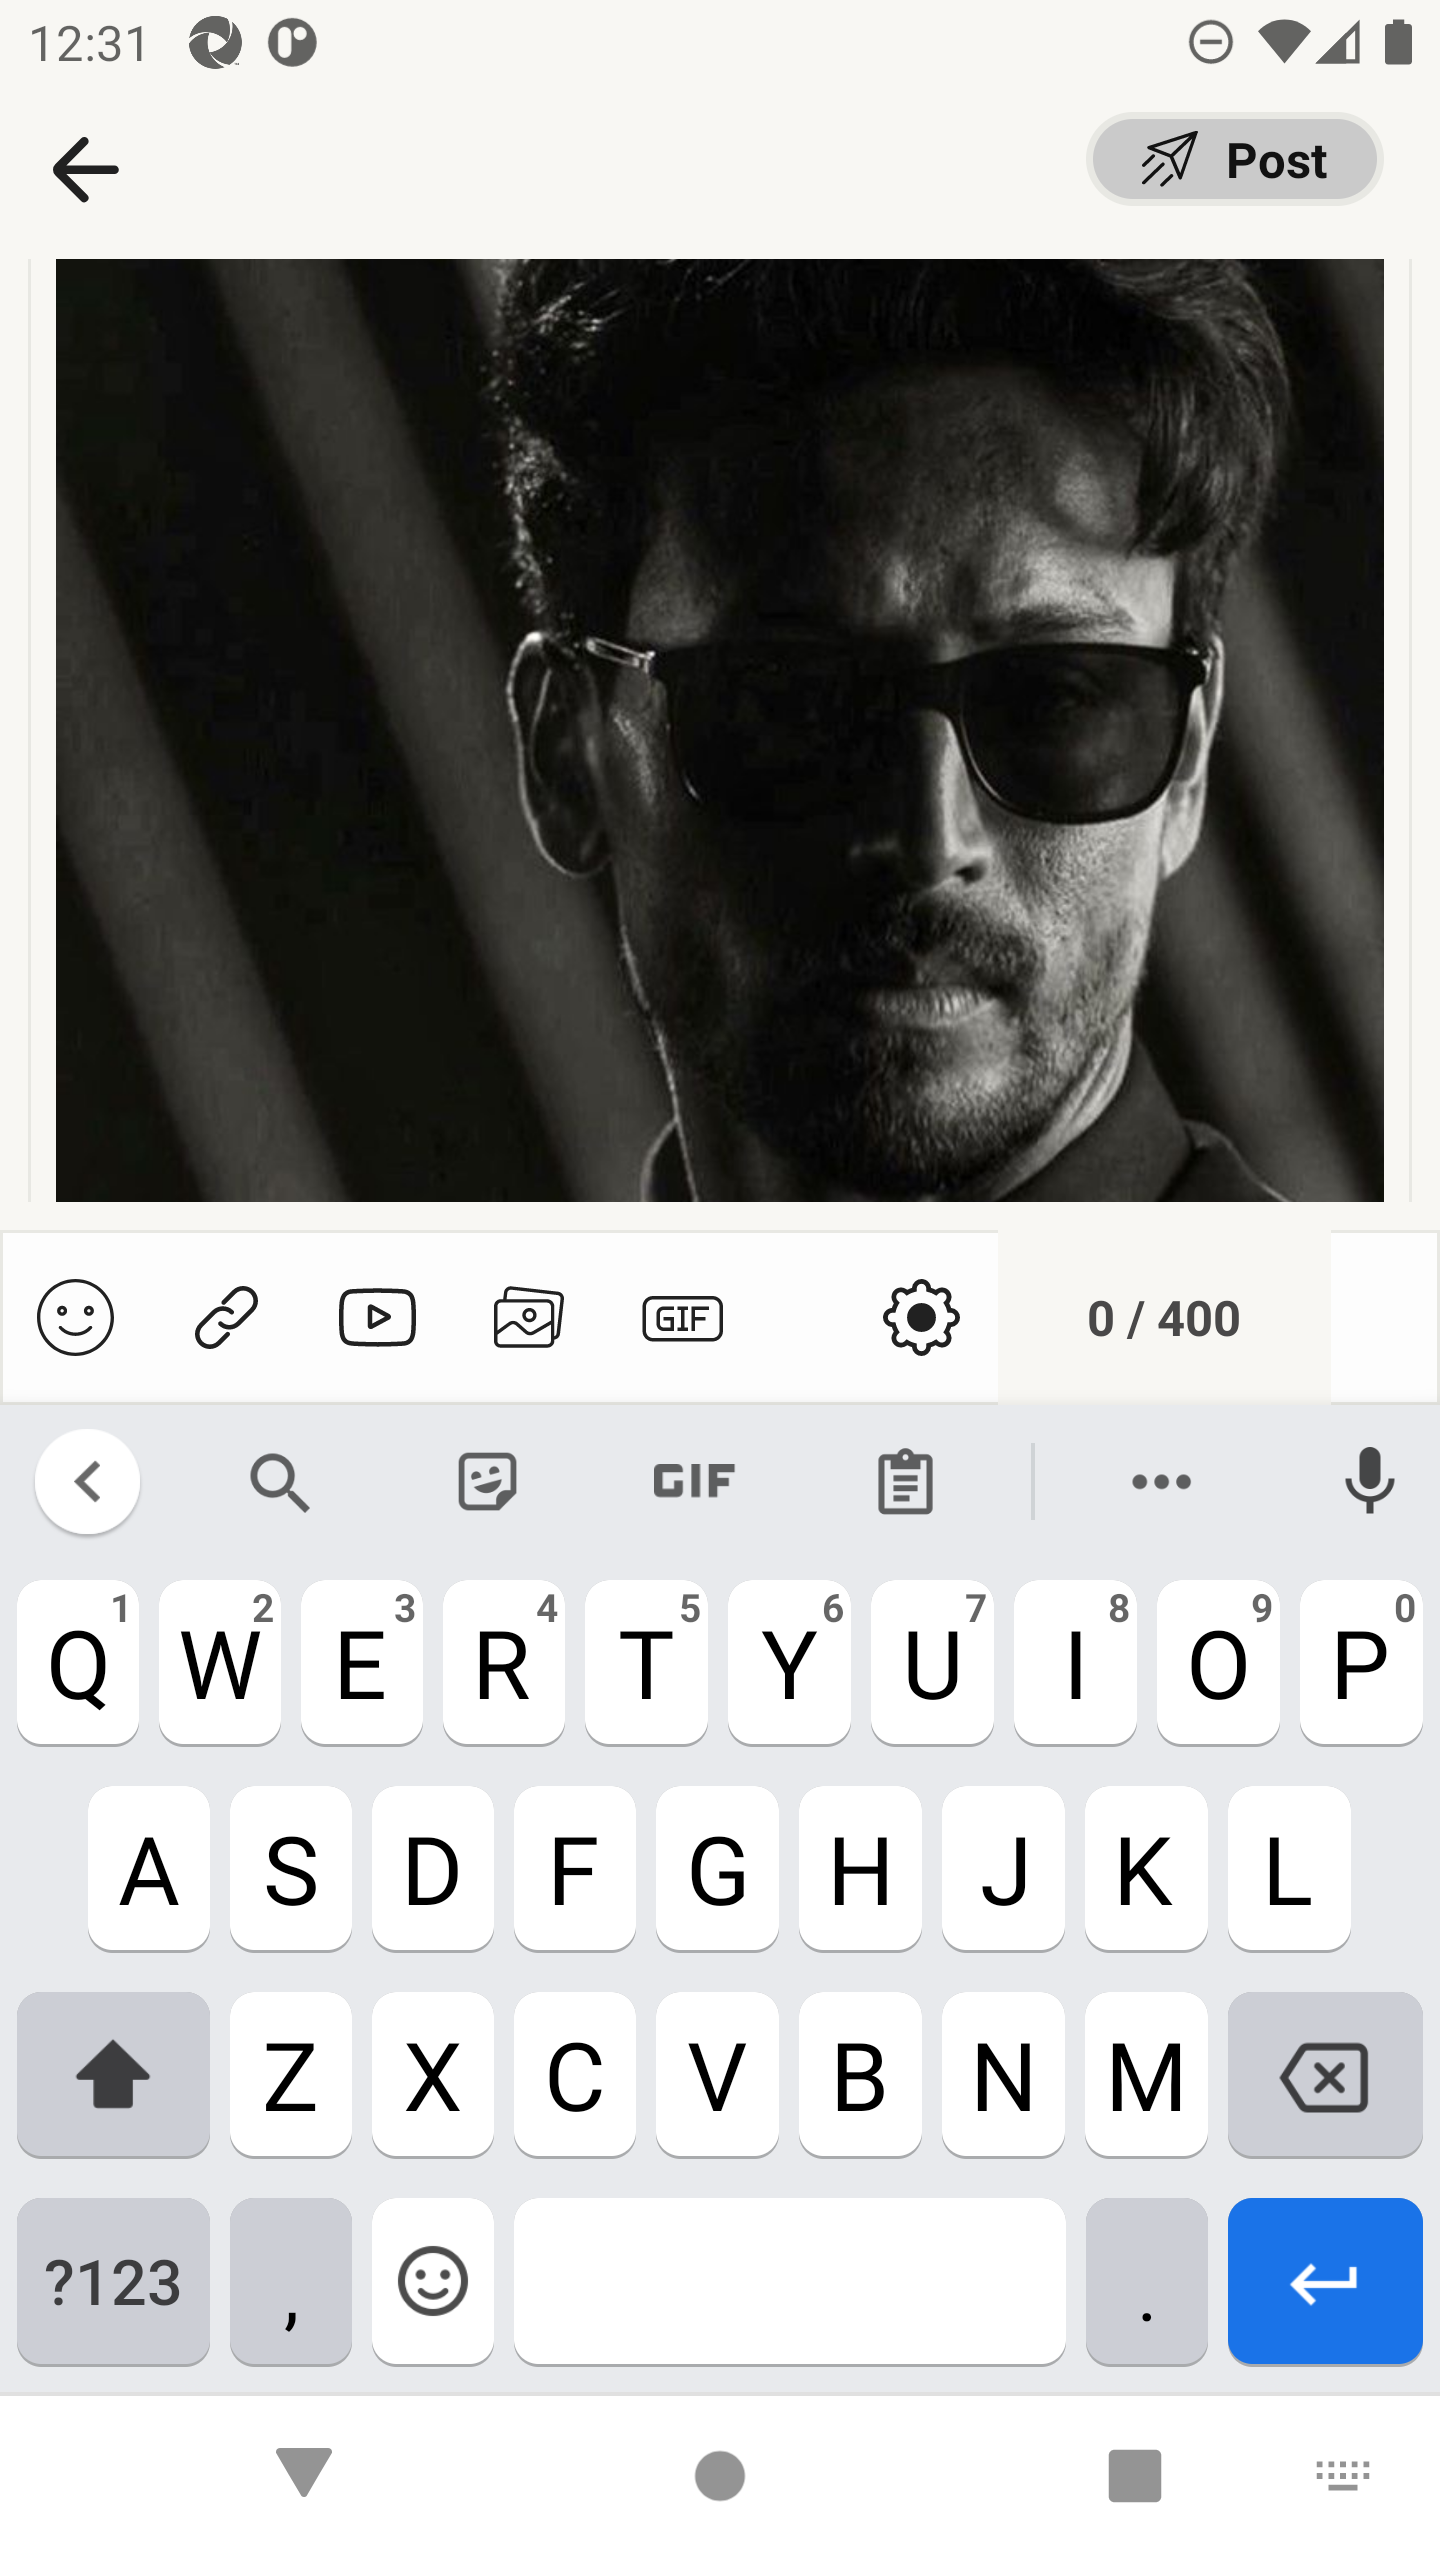 12:31
Post
GIF
0 / 400
GIF
1 2 3 4 5 6 7 8 9 0
Q W E R T Y U I O P
A S D F G H J K L
Z X C V B N M
?123 , .